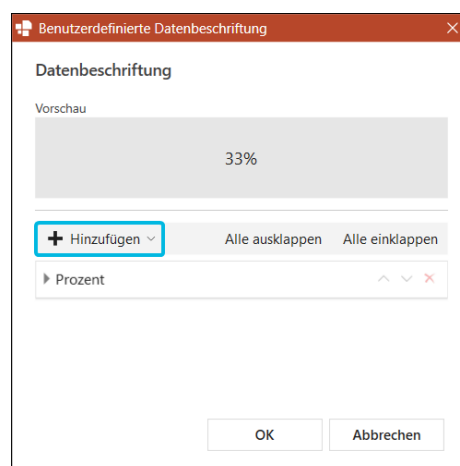 Benutzerdefinierte Datenbeschriftung
Datenbeschriftung
Vorschau
33%
Hinzufügen Alle ausklappen Alle einklappen
Prozent
OK Abbrechen